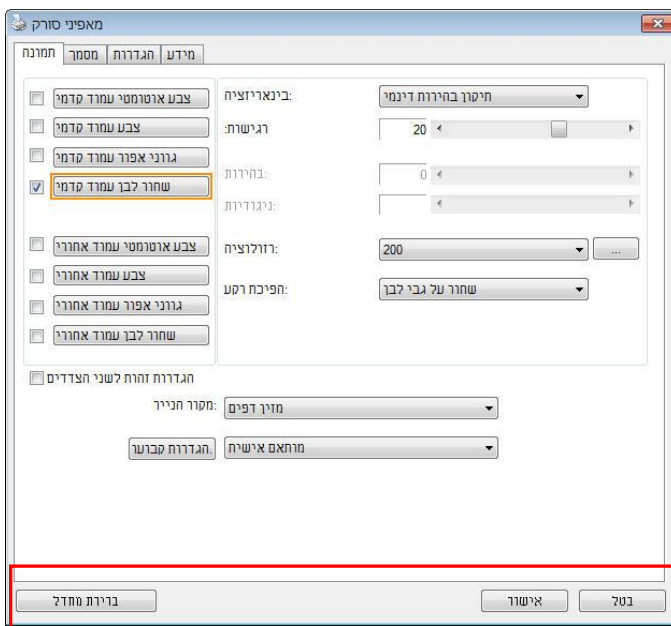 מאפיני סורק
תמונה מסמך הגדרות מידע
צבע אוטומטי עמוד קדמי
צבע עמוד קדמי
גווני אפור עמוד קדמי
שחור לבן עמוד קדמי
צבע אוטומטי עמוד אחורי
צבע עמוד אחורי
גווני אפור עמוד אחורי
שחור לבן עמוד אחורי
בינאריזציה: תיקון בהירות דינמי
רגישות: 20
בהירות: 0
ניגודיות:
רזולוציה: 200 ...
הפיכת רקע: שחור על גבי לבן
הגדרות זהות לשני הצדדים
מקור הנייר: מזין דפים
הגדרות קבועו. מותאם אישית
ברירת מחדל אישור בטל